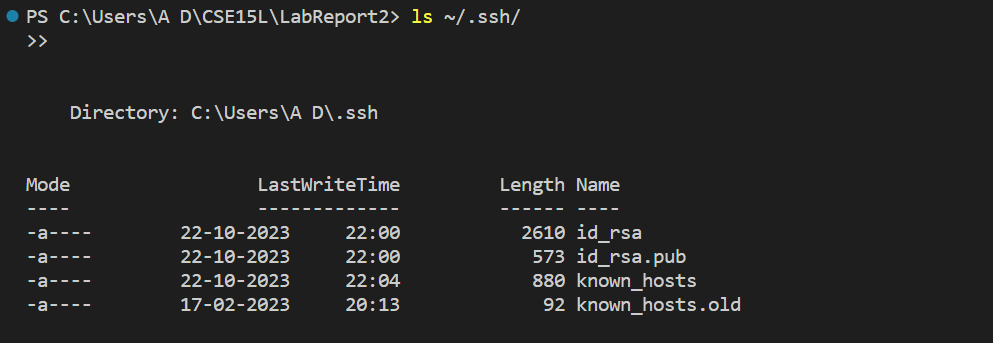 PS C:\Users\A D\CSE15L\LabReport2> ls ~/.ssh/
>>
Directory: C:\Users\A D\.ssh
Mode                 LastWriteTime         Length Name
----                 -------------         ------ ----
-a----        22-10-2023     22:00           2610 id_rsa
-a----        22-10-2023     22:00            573 id_rsa.pub
-a----        22-10-2023     22:04            880 known_hosts
-a----        17-02-2023     20:13             92 known_hosts.old